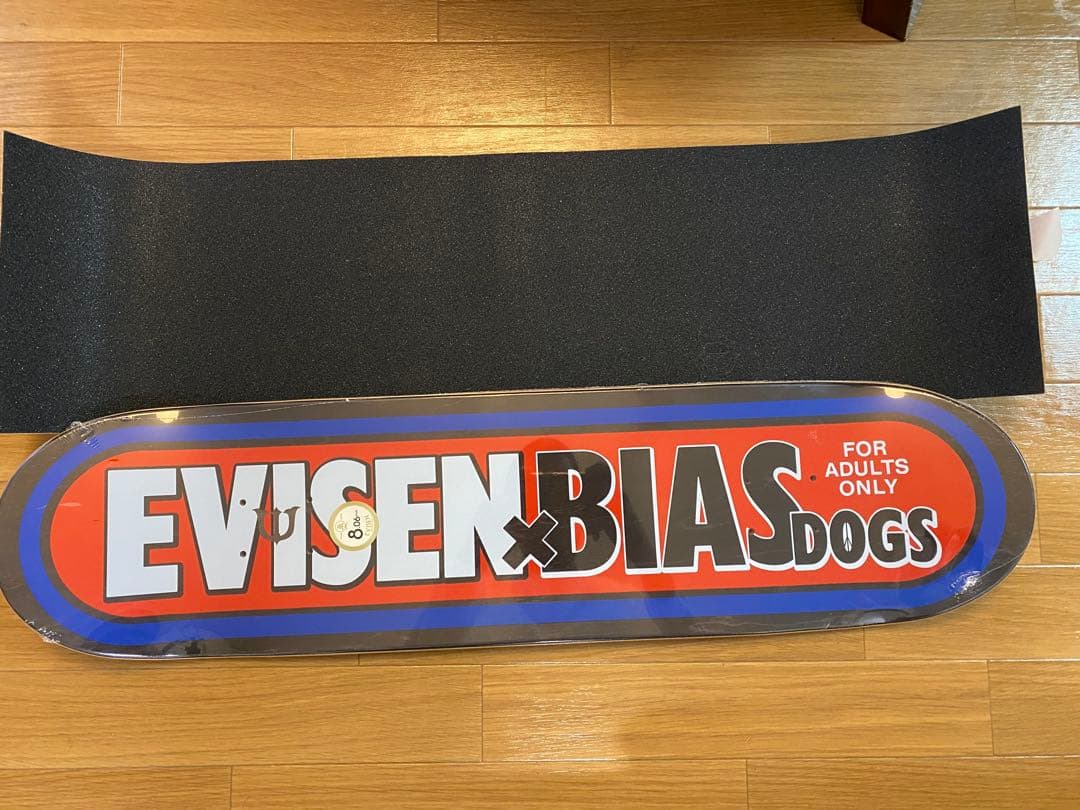 EVISEN×BIAS DOGS
FOR
ADULTS
ONLY
8.06